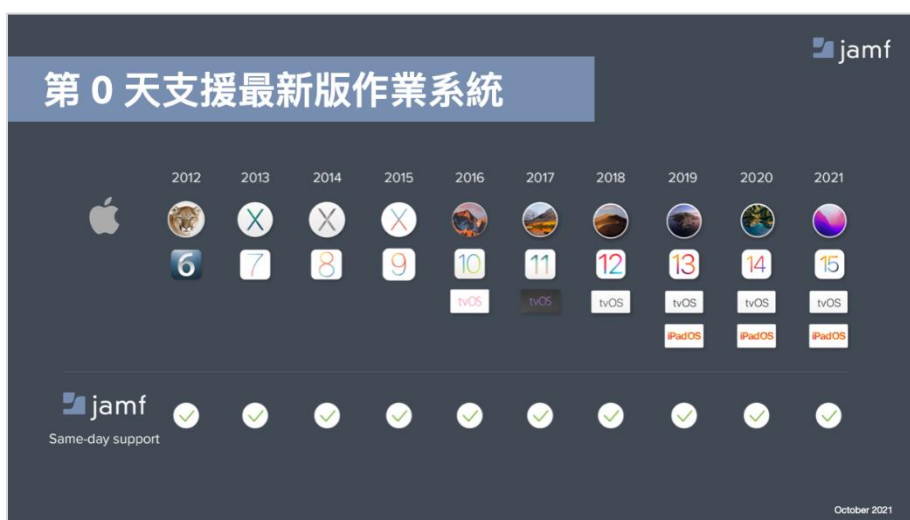 jamf
第 0 天支援最新版作業系統
2012 2013 2014 2015 2016 2017 2018 2019 2020 2021
X X X
6 7 8 9 10 11 12 13 14 15
tvOS tvOS tvOS tvOS tvOS tvOS
iPadOS iPadOS iPadOS
jamf
Same-day support
October 2021